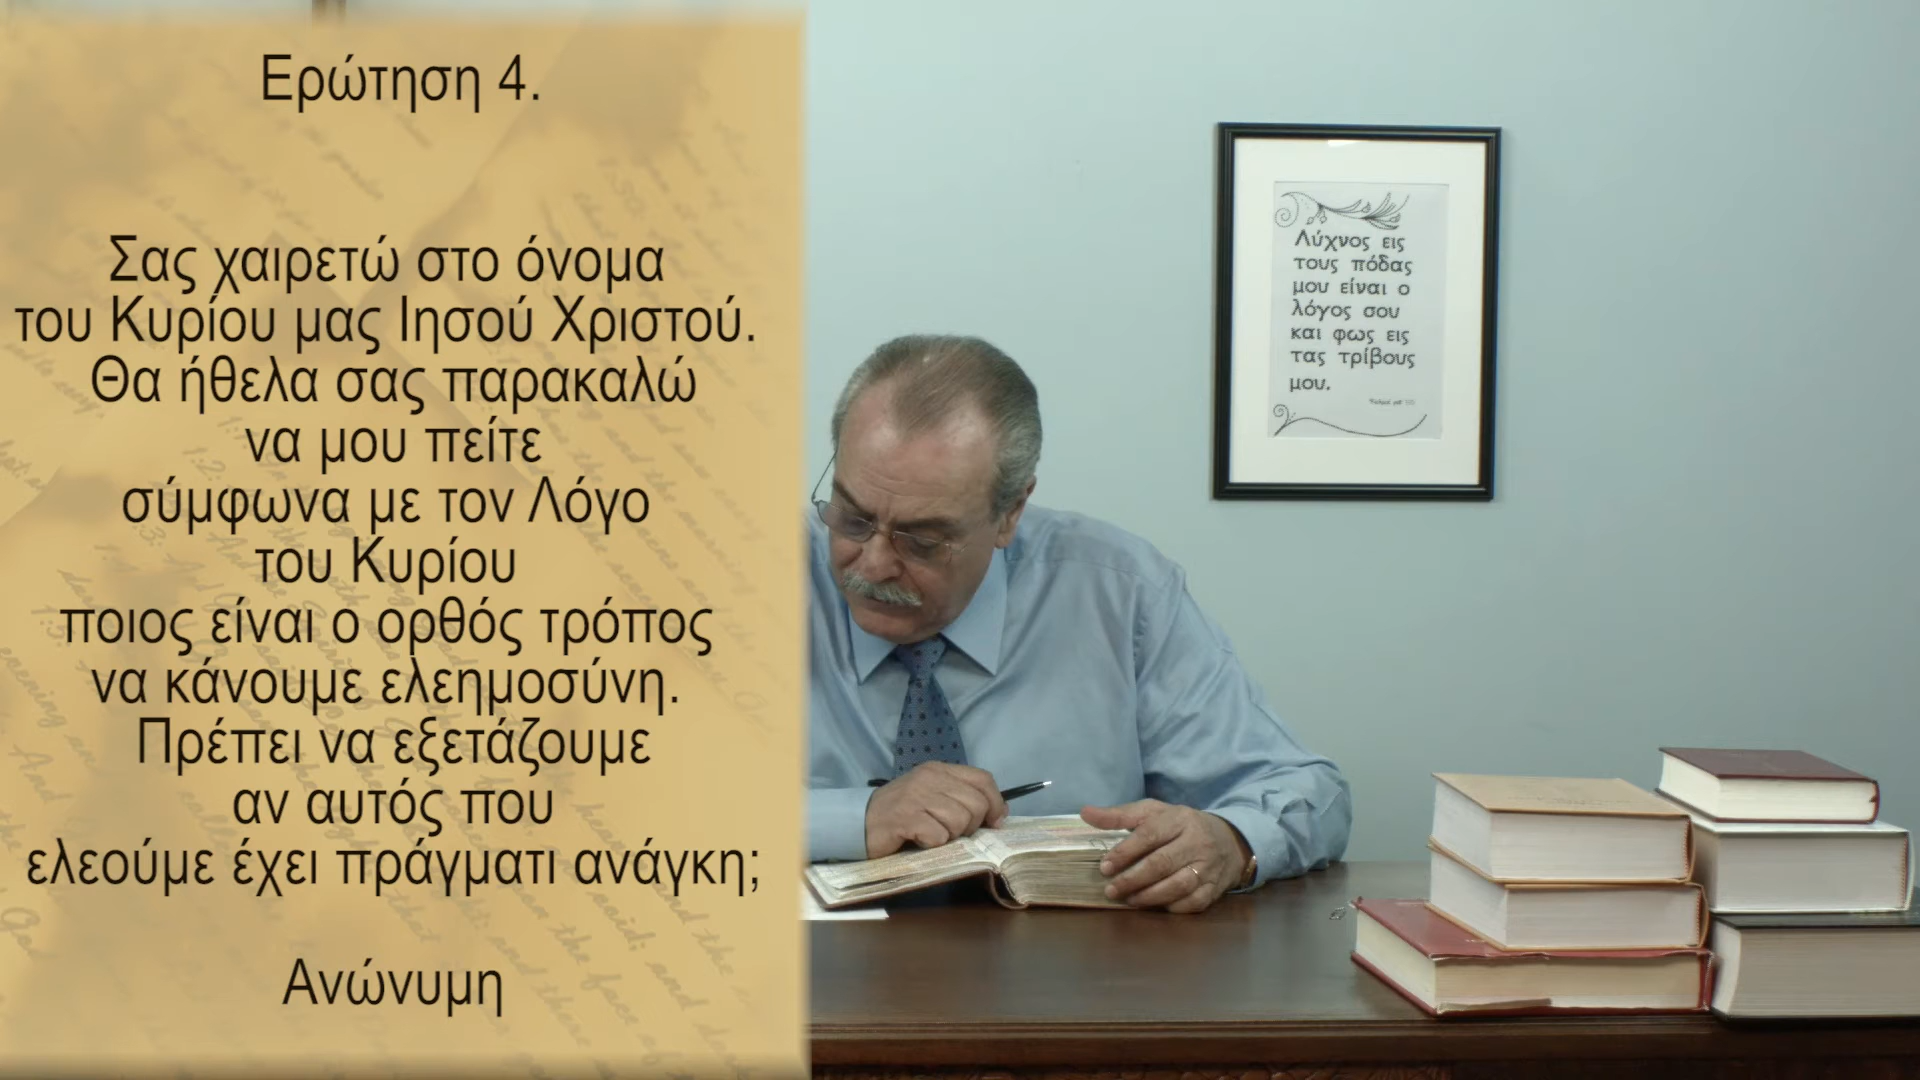 Ερώτηση 4.
Σας χαιρετώ στο όνομα
του Κυρίου μας Ιησού Χριστού.
Θα ήθελα σας παρακαλώ
να μου πείτε
σύμφωνα με τον Λόγο
του Κυρίου
ποιος είναι ο ορθός τρόπος
να κάνουμε ελεημοσύνη.
Πρέπει να εξετάζουμε
αν αυτός που
ελεούμε έχει πράγματι ανάγκη;
Ανώνυμη
Λύχνος εις
τους πόδας
μου είναι ο
λόγος σου
και φως εις
τας τρίβους
μου.